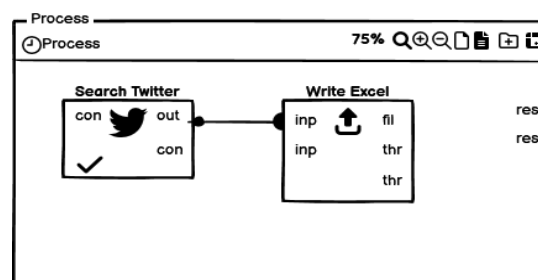 Process
Process 75%
Search Twitter
con out
con
Write Excel
inp fil
inp thr
thr
res
res